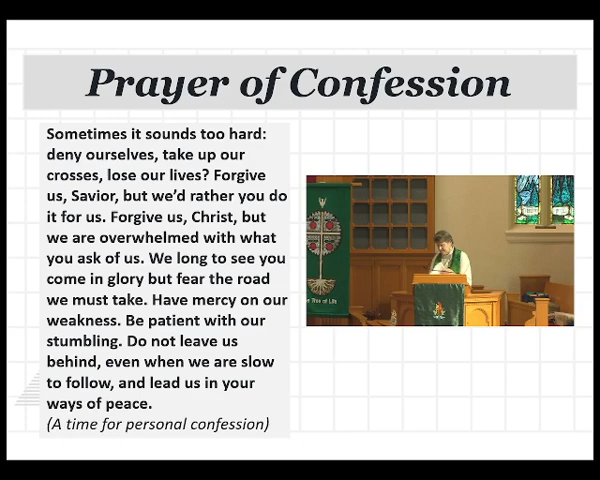 Prayer of Confession
Sometimes it sounds too hard:
deny ourselves, take up our
crosses, lose our lives? Forgive
us, Savior, but we'd rather you do
it for us. Forgive us, Christ, but
we are overwhelmed with what
you ask of us. We long to see you
come in glory but fear the road
we must take. Have mercy on our
weakness. Be patient with our
stumbling. Do not leave us
behind, even when we are slow
to follow, and lead us in your
ways of peace.
(A time for personal confession)
Tree of Life